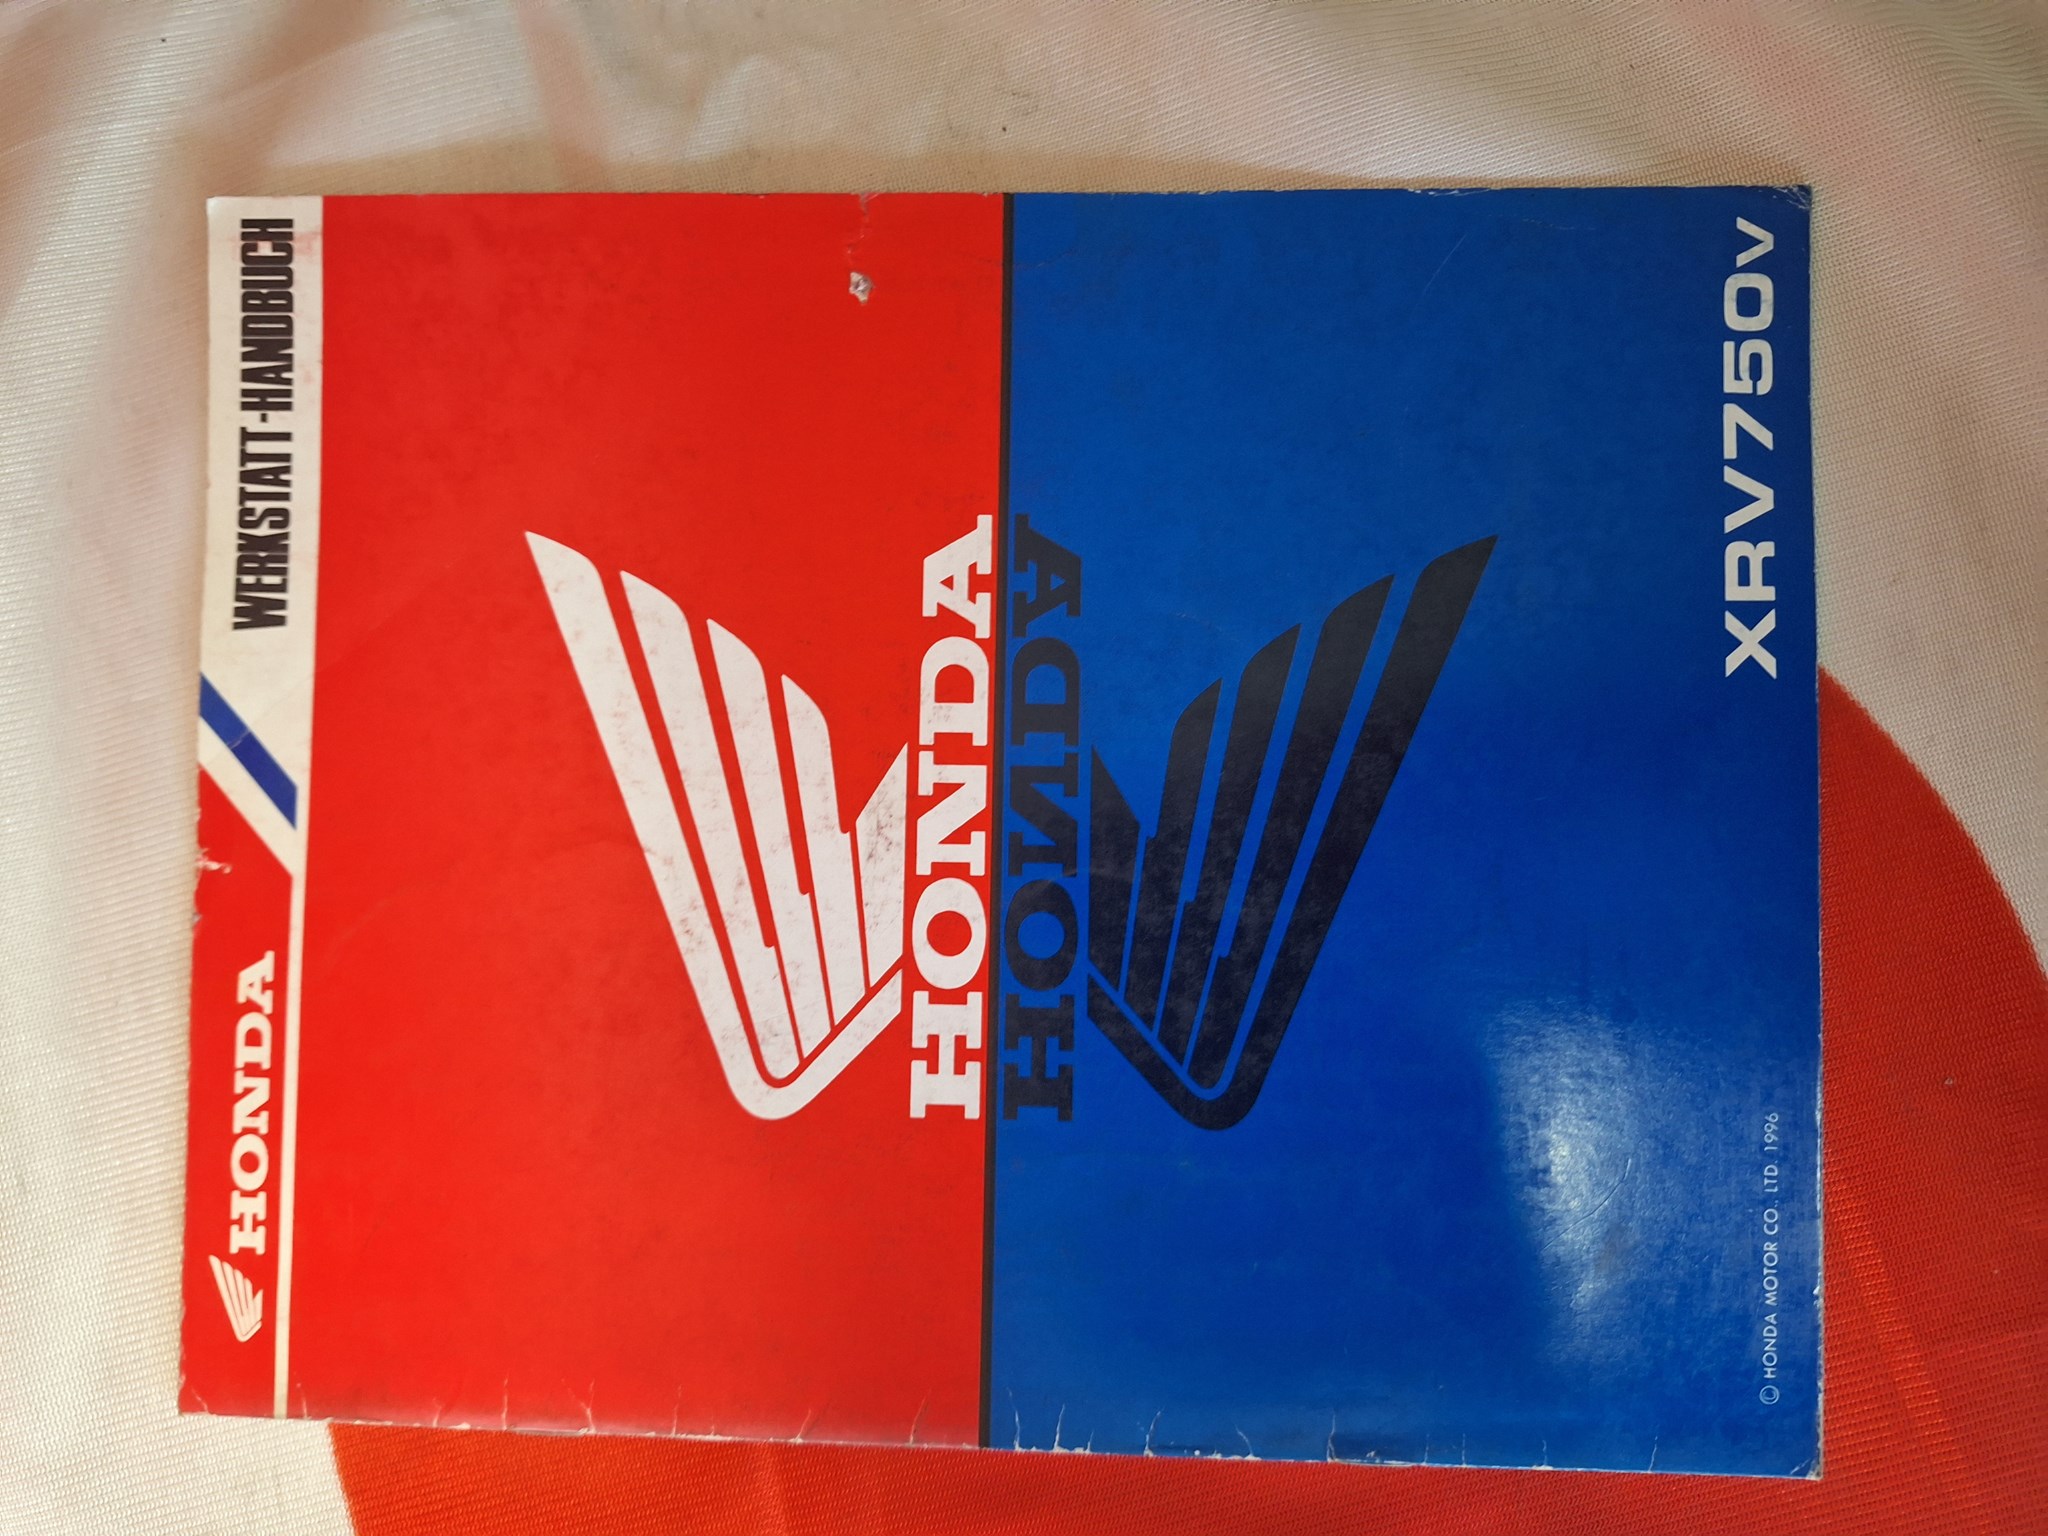 HONDA
WERKSTATT-HANDBUCH
HONDA
HONDA
© HONDA MOTOR CO., LTD. 1996
XRV750V